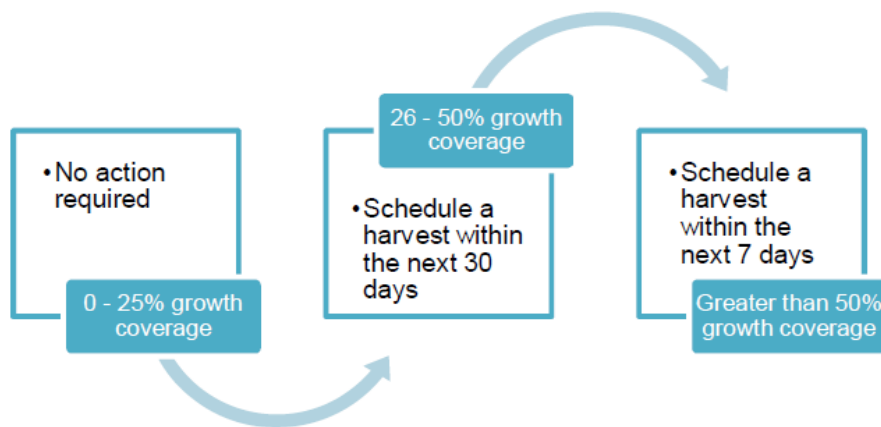 •No action
required
0 - 25% growth
coverage
26 - 50% growth
coverage
•Schedule a
harvest within
the next 30
days
•Schedule a
harvest
within the
next 7 days
Greater than 50%
growth coverage